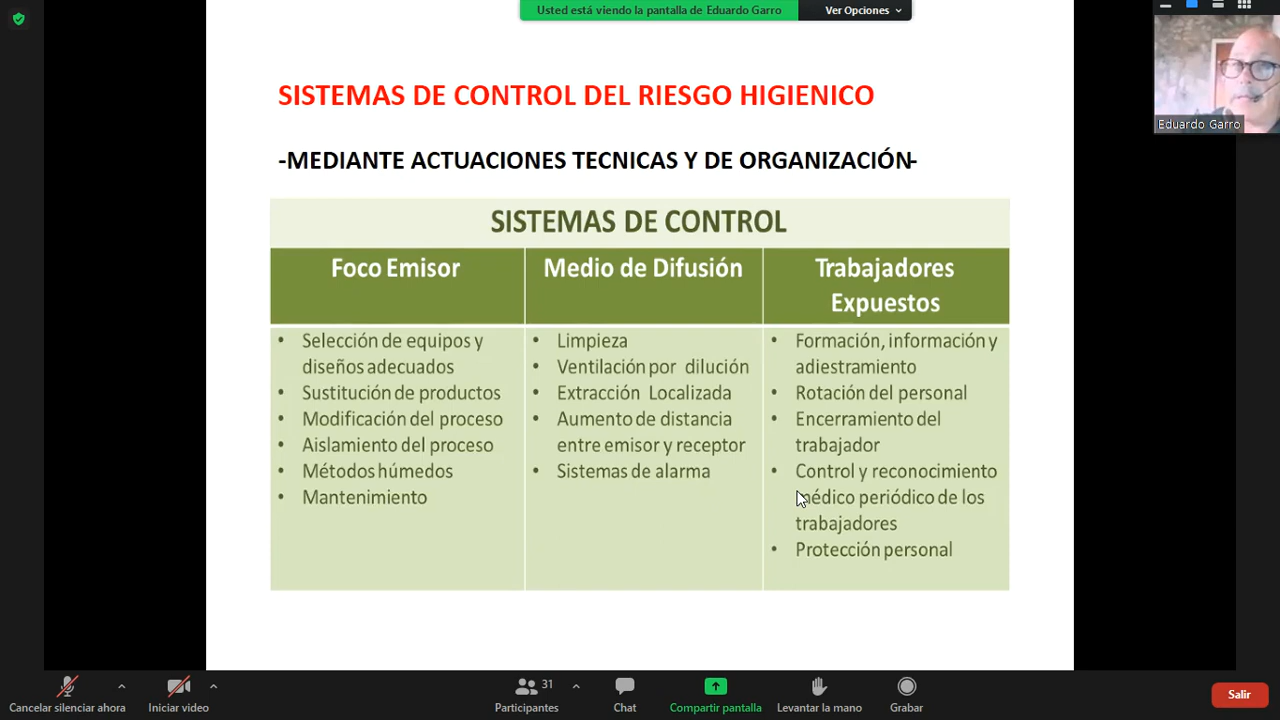 Usted está viendo la pantalla de Eduardo Garro
Ver Opciones
Eduardo Garro
SISTEMAS DE CONTROL DEL RIESGO HIGIENICO
-MEDIANTE ACTUACIONES TECNICAS Y DE ORGANIZACIÓN-
SISTEMAS DE CONTROL
Foco Emisor
• Selección de equipos y
diseños adecuados
• Sustitución de productos
• Modificación del proceso
• Aislamiento del proceso
• Métodos húmedos
• Mantenimiento
Medio de Difusión
• Limpieza
• Ventilación por dilución
• Extracción Localizada
• Aumento de distancia
entre emisor y receptor
• Sistemas de alarma
Trabajadores
Expuestos
• Formación, información y
adiestramiento
• Rotación del personal
• Encerramiento del
trabajador
• Control y reconocimiento
médico periódico de los
trabajadores
• Protección personal
Cancelar silenciar ahora
Iniciar video
31
Participantes
Chat
Compartir pantalla
Levantar la mano
Grabar
Salir